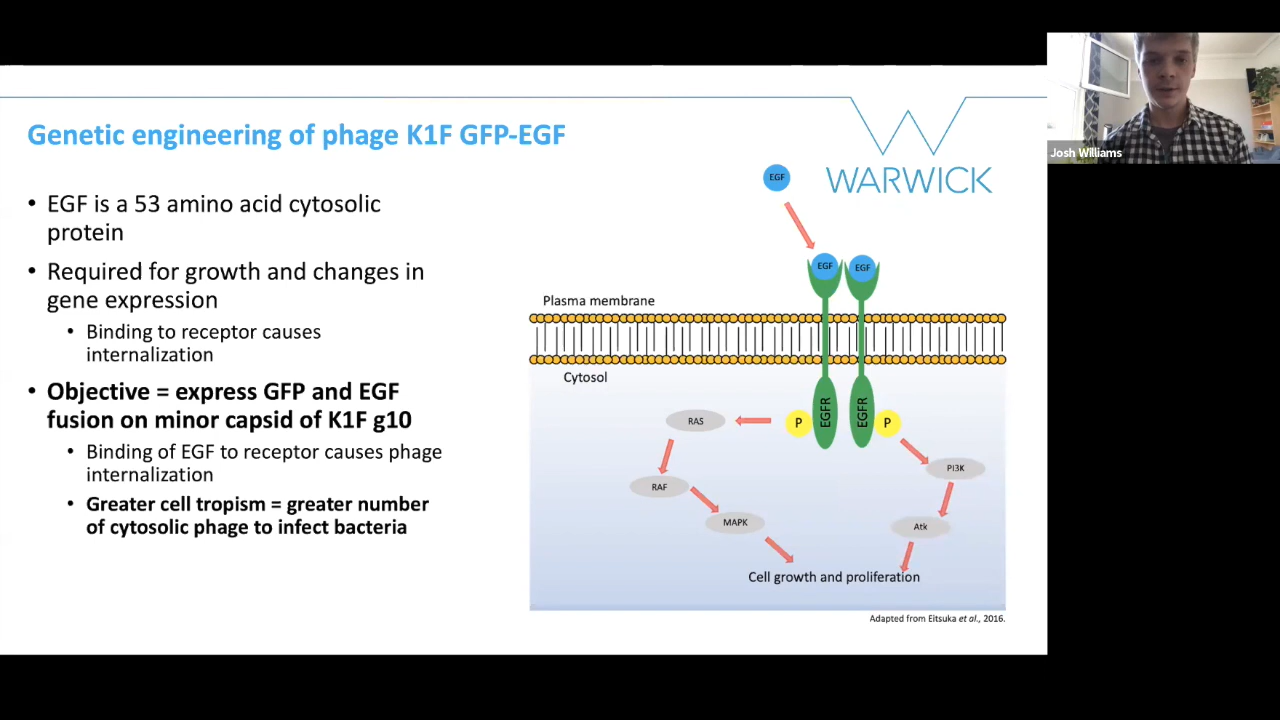 Genetic engineering of phage K1F GFP-EGF
WARWICK
Josh Williams
• EGF is a 53 amino acid cytosolic
protein
• Required for growth and changes in
gene expression
• Binding to receptor causes
internalization
• Objective = express GFP and EGF
fusion on minor capsid of K1F g10
• Binding of EGF to receptor causes phage
internalization
• Greater cell tropism = greater number
of cytosolic phage to infect bacteria
EGF
EGF
EGF
Plasma membrane
Cytosol
EGFR
EGFR
P
P
RAS
RAF
MAPK
PI3K
Atk
Cell growth and proliferation
Adapted from Eitsuka et al., 2016.